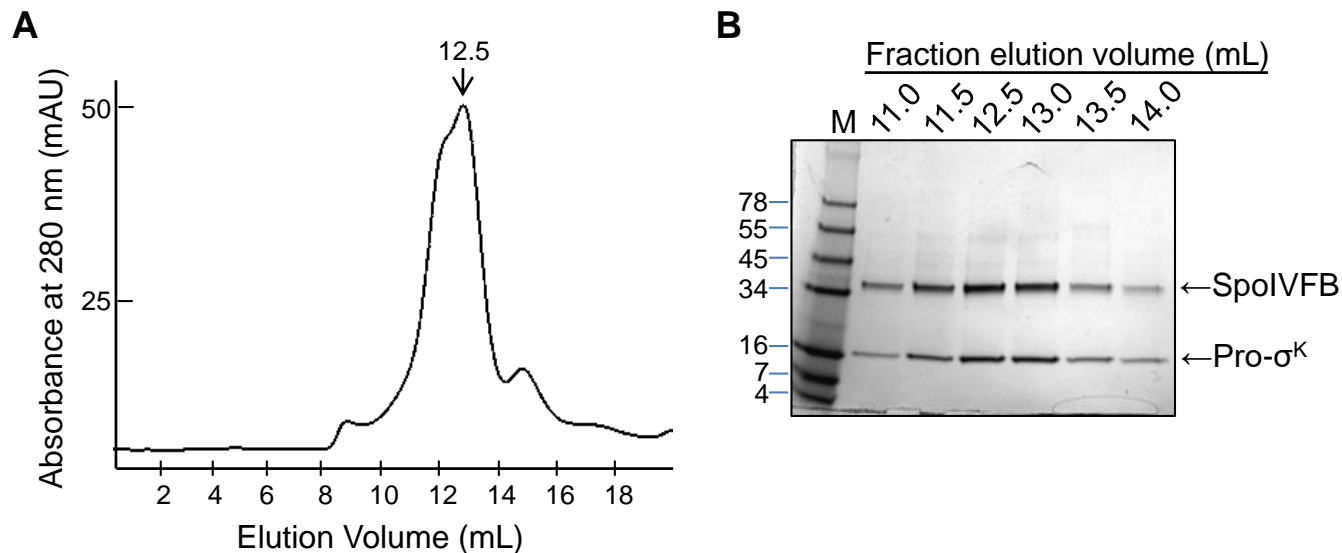 A
12.5
Absorbance at 280 nm (mAU)
50
25
2 4 6 8 10 12 14 16 18
Elution Volume (mL)
B
Fraction elution volume (mL)
M 11.0 11.5 12.5 13.0 13.5 14.0
78
55
45
34 ←SpoIVFB
16
←Pro-σᴷ
7
4